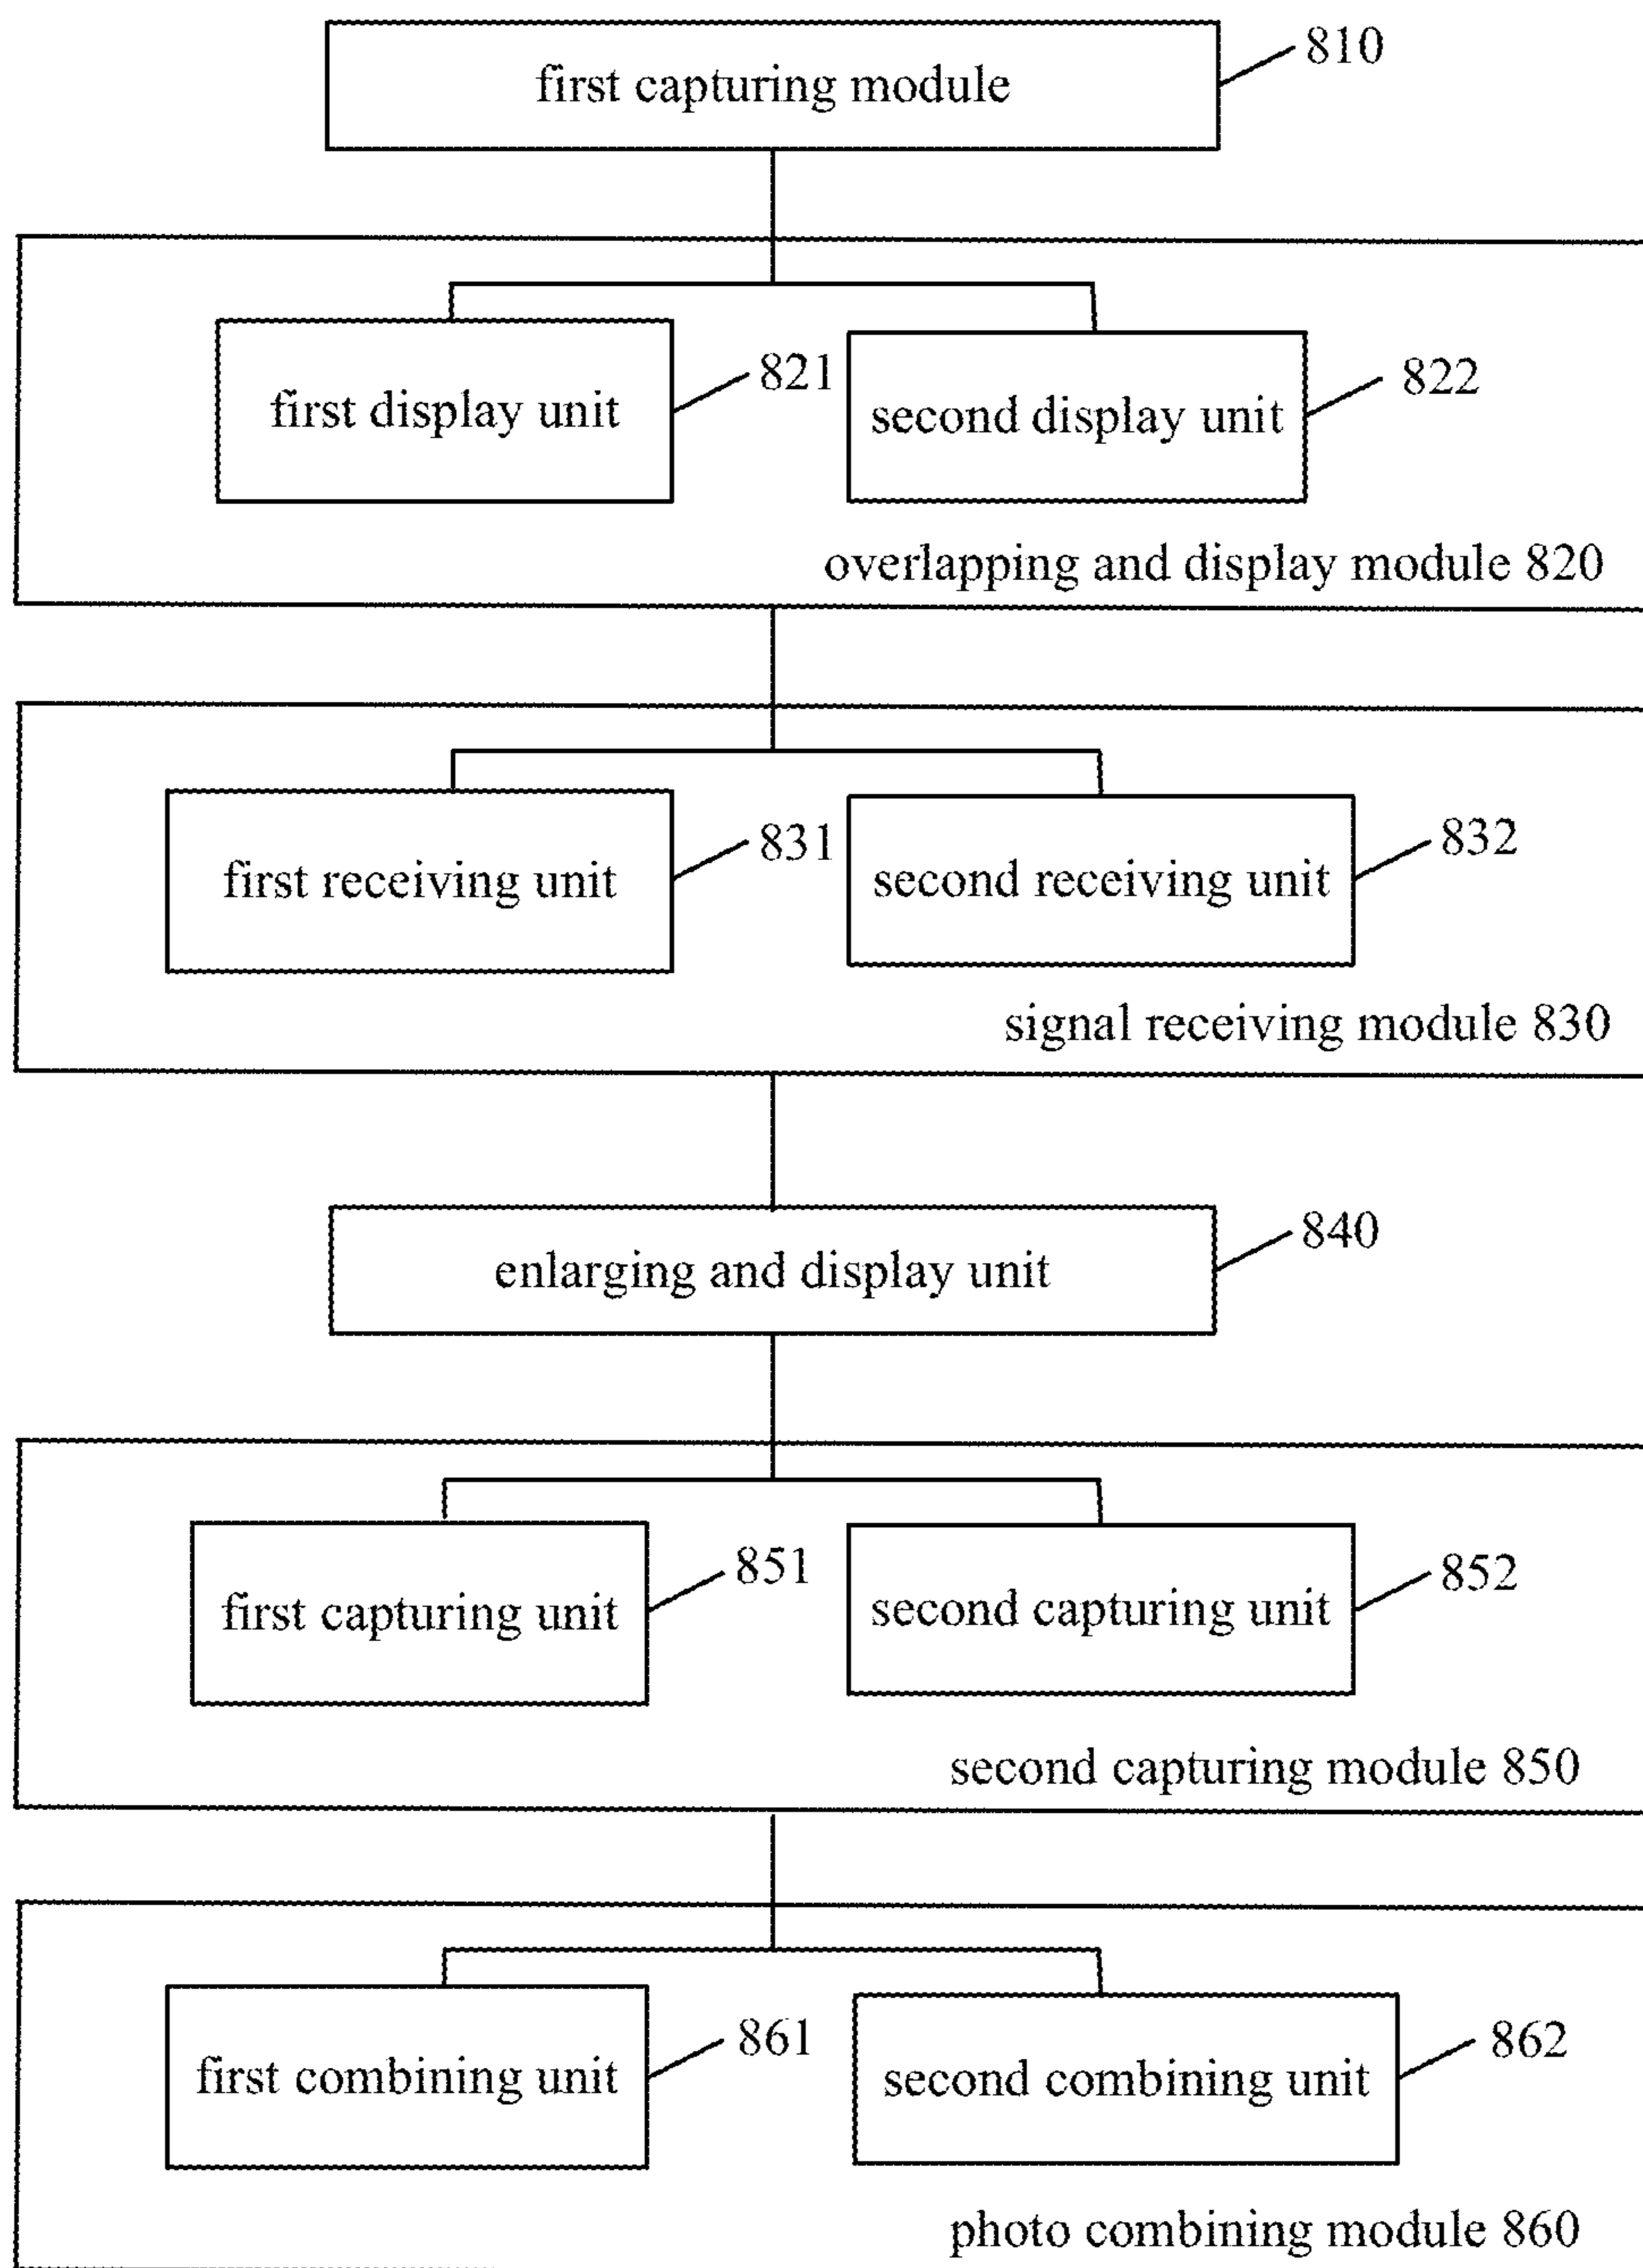 first capturing module
810
first display unit
821
second display unit
822
overlapping and display module 820
first receiving unit
831
second receiving unit
832
signal receiving module 830
enlarging and display unit
840
first capturing unit
851
second capturing unit
852
second capturing module 850
first combining unit
861
second combining unit
862
photo combining module 860